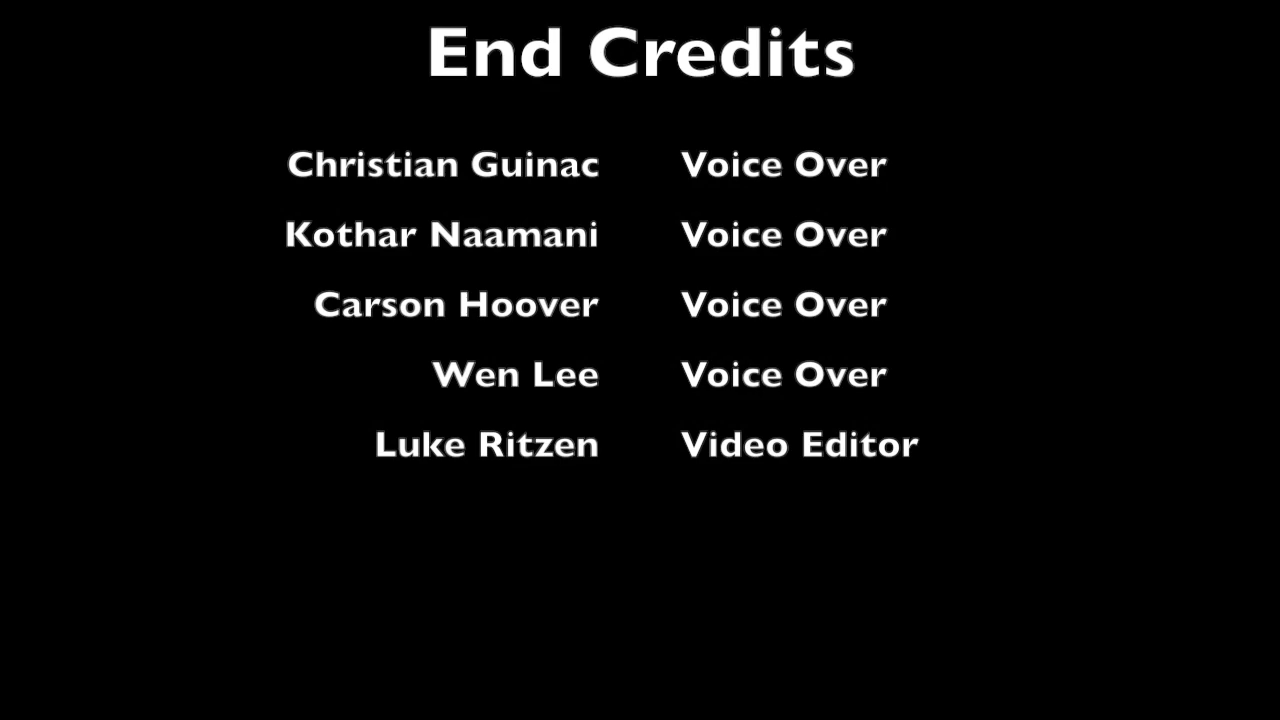 End Credits
Christian Guinac Voice Over
Kothar Naamani Voice Over
Carson Hoover Voice Over
Wen Lee Voice Over
Luke Ritzen Video Editor